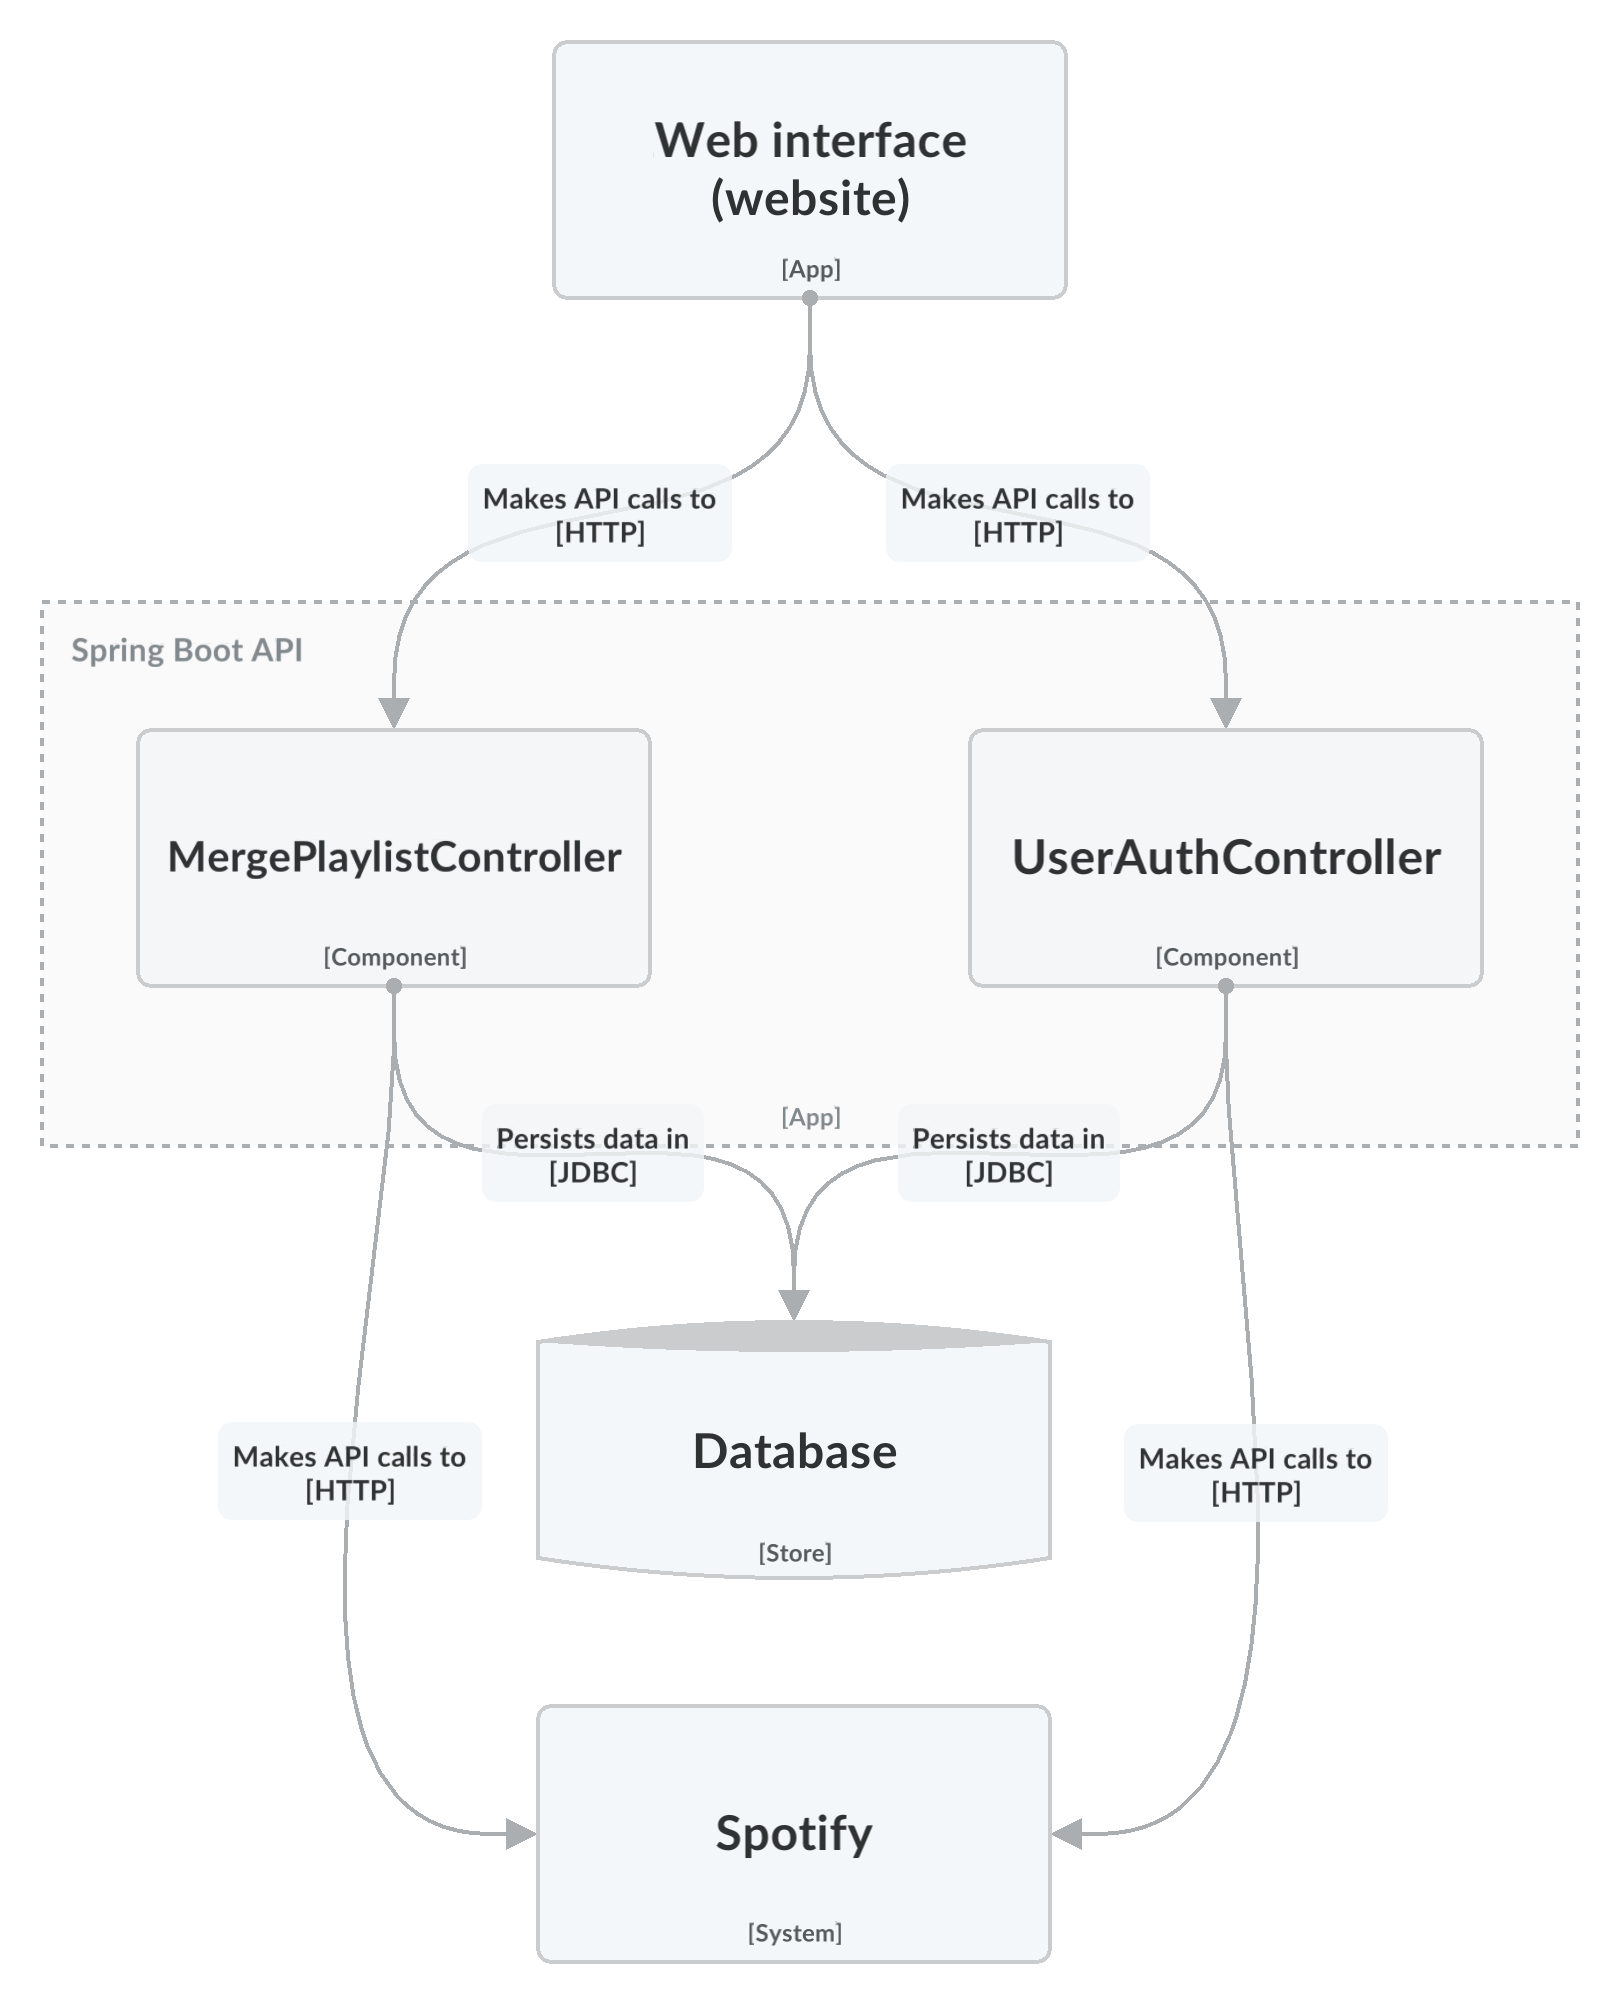 Web interface
(website)
[App]
Makes API calls to
[HTTP]
Makes API calls to
[HTTP]
Spring Boot API
MergePlaylistController
[Component]
UserAuthController
[Component]
[App]
Persists data in
[JDBC]
Persists data in
[JDBC]
Database
[Store]
Makes API calls to
[HTTP]
Makes API calls to
[HTTP]
Spotify
[System]